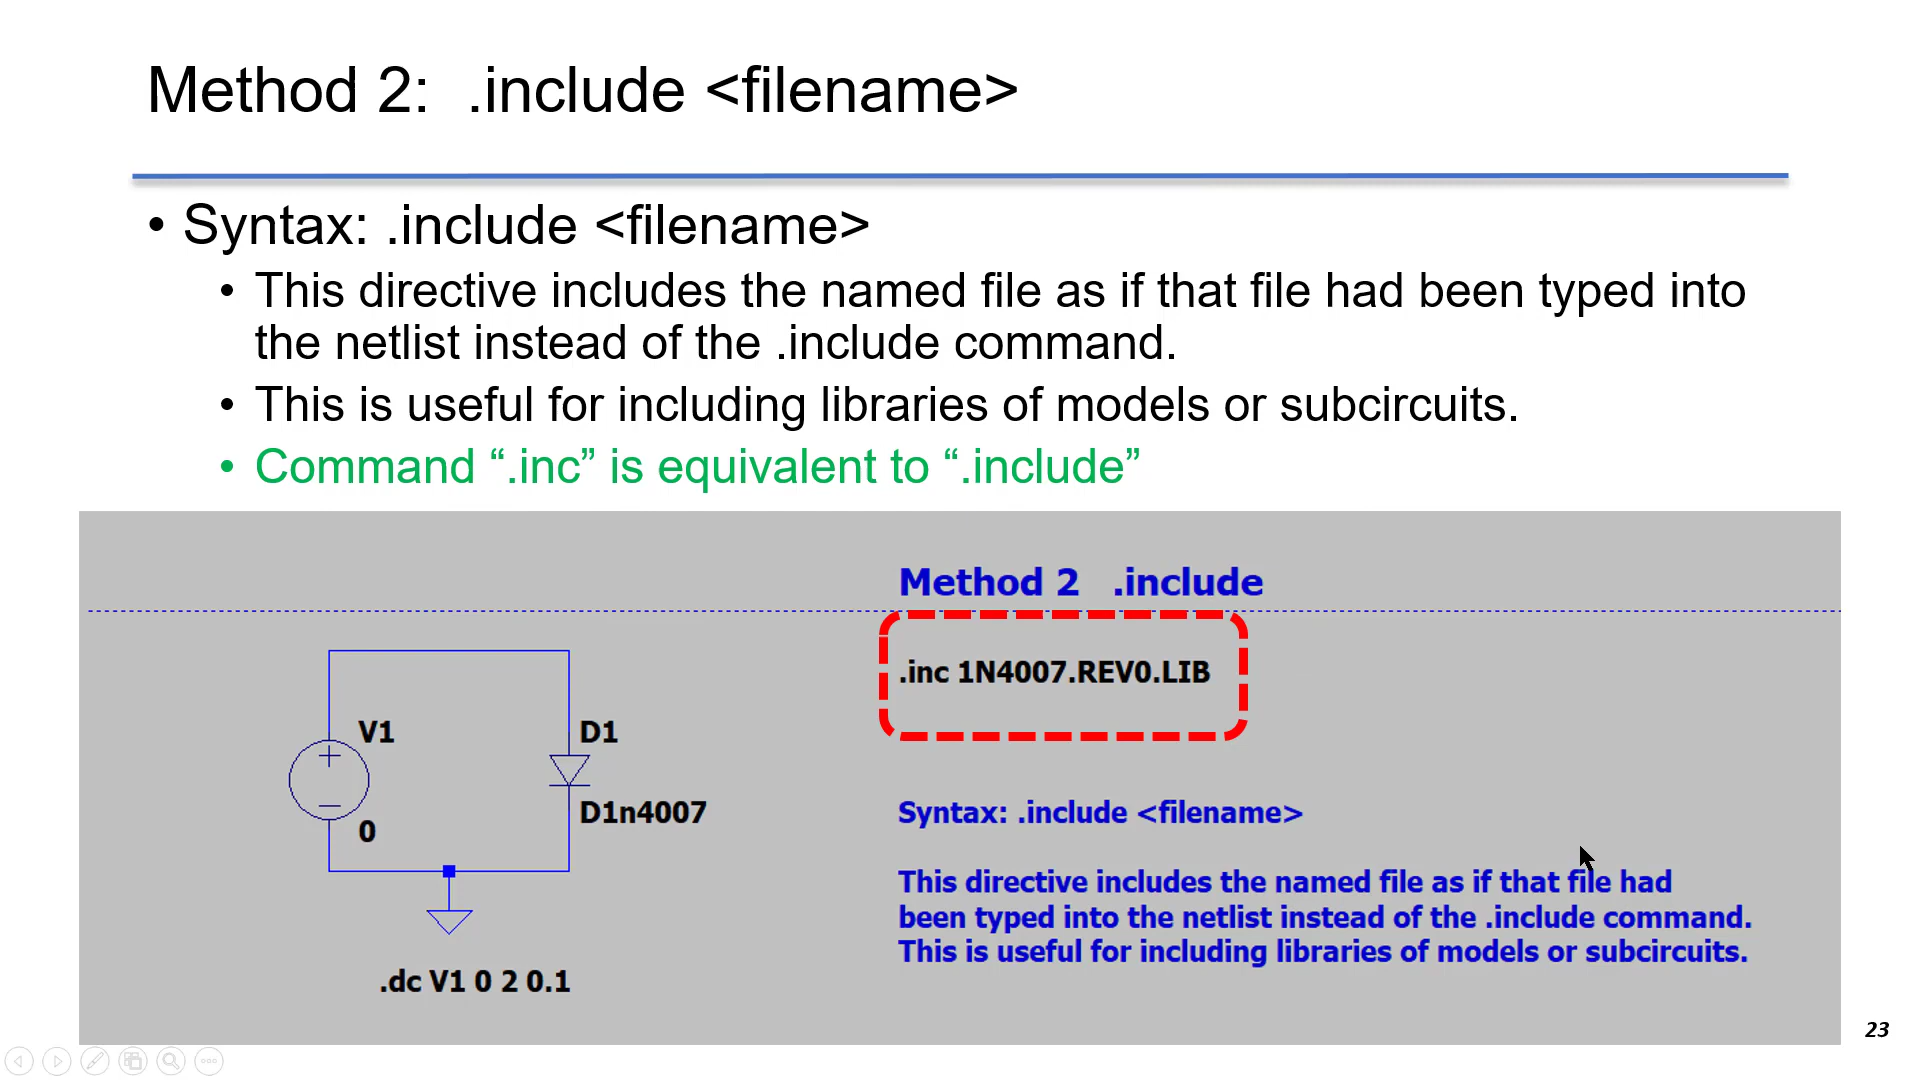 Method 2:  .include <filename>
• Syntax: .include <filename>
• This directive includes the named file as if that file had been typed into
the netlist instead of the .include command.
• This is useful for including libraries of models or subcircuits.
• Command “.inc” is equivalent to “.include”
Method 2   .include
.inc 1N4007.REV0.LIB
V1
D1
D1n4007
0
Syntax: .include <filename>
This directive includes the named file as if that file had
been typed into the netlist instead of the .include command.
This is useful for including libraries of models or subcircuits.
.dc V1 0 2 0.1
23